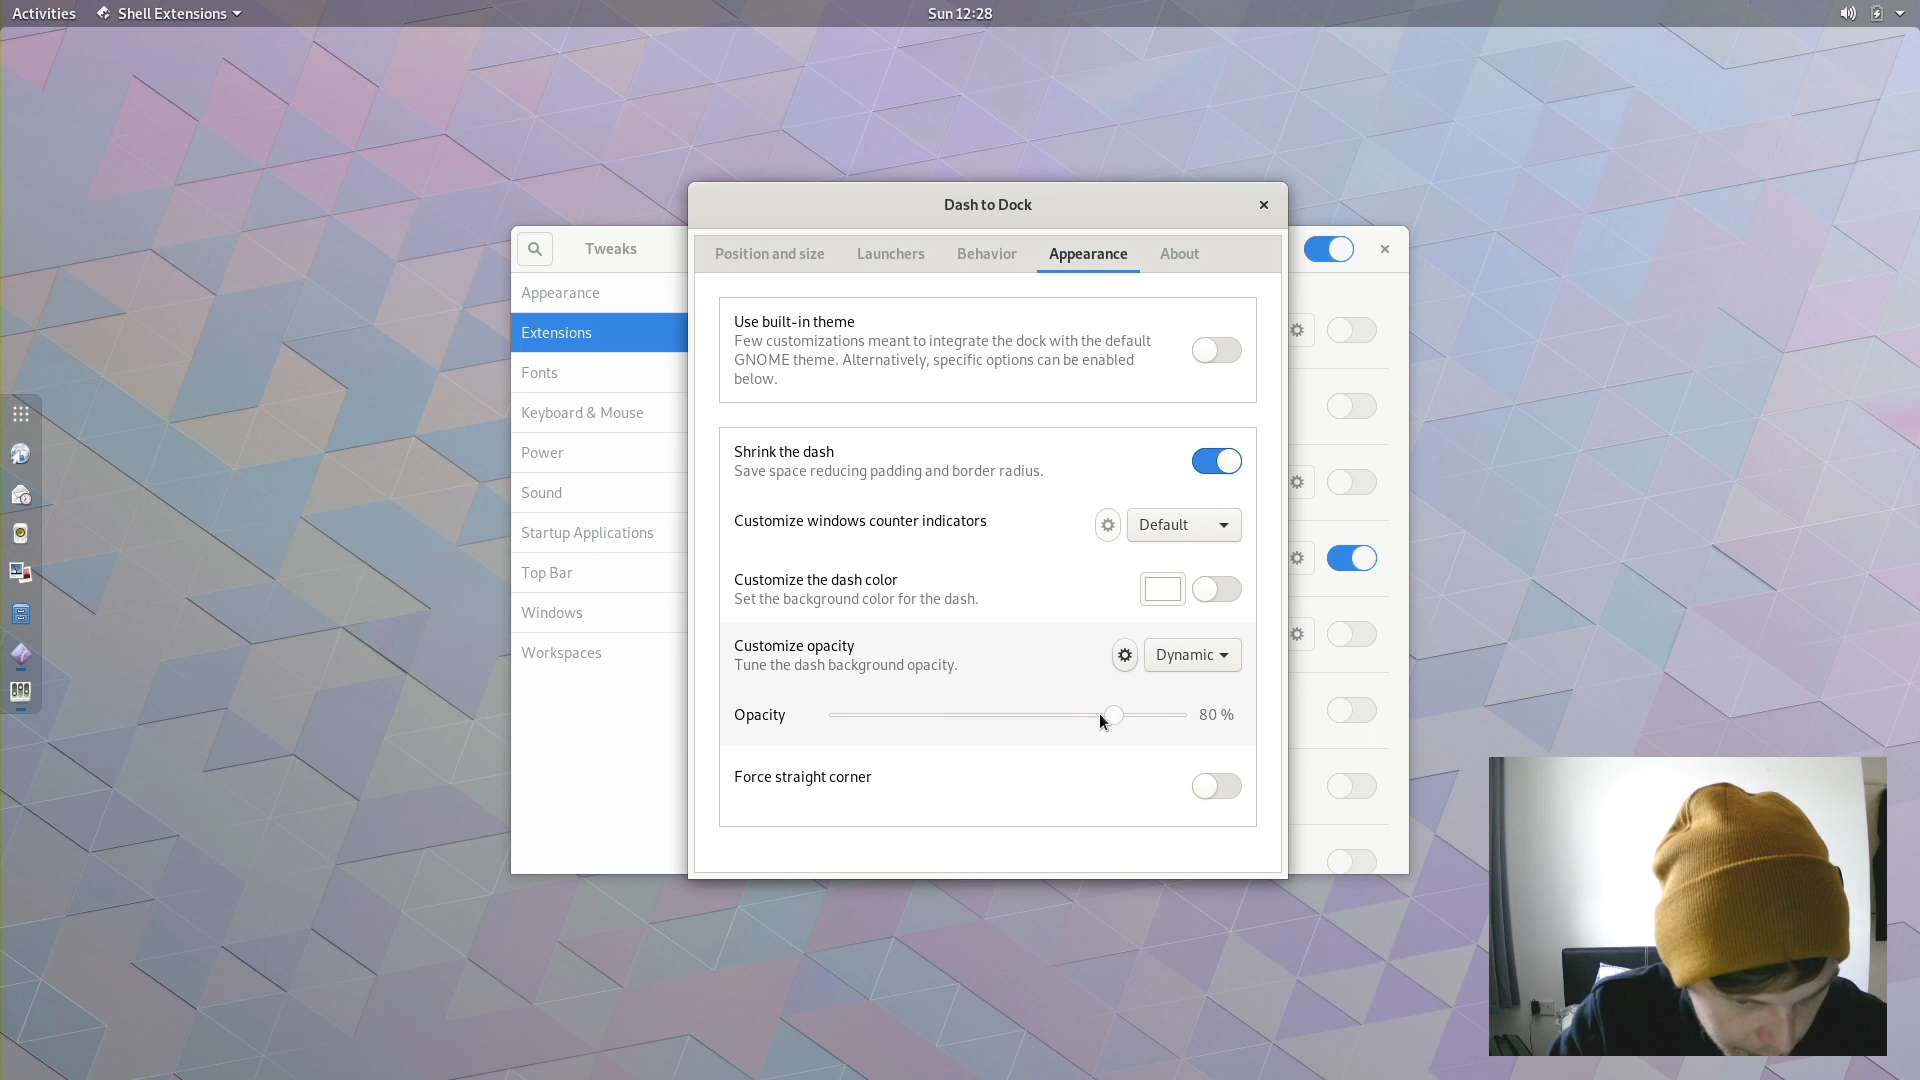 Activities
Shell Extensions
Sun 12:28
Dash to Dock
Tweaks
Position and size
Launchers
Behavior
Appearance
About
Appearance
Extensions
Fonts
Keyboard & Mouse
Power
Sound
Startup Applications
Top Bar
Windows
Workspaces
Use built-in theme
Few customizations meant to integrate the dock with the default
GNOME theme. Alternatively, specific options can be enabled
below.
Shrink the dash
Save space reducing padding and border radius.
Customize windows counter indicators
Default
Customize the dash color
Set the background color for the dash.
Customize opacity
Tune the dash background opacity.
Dynamic
Opacity
80 %
Force straight corner